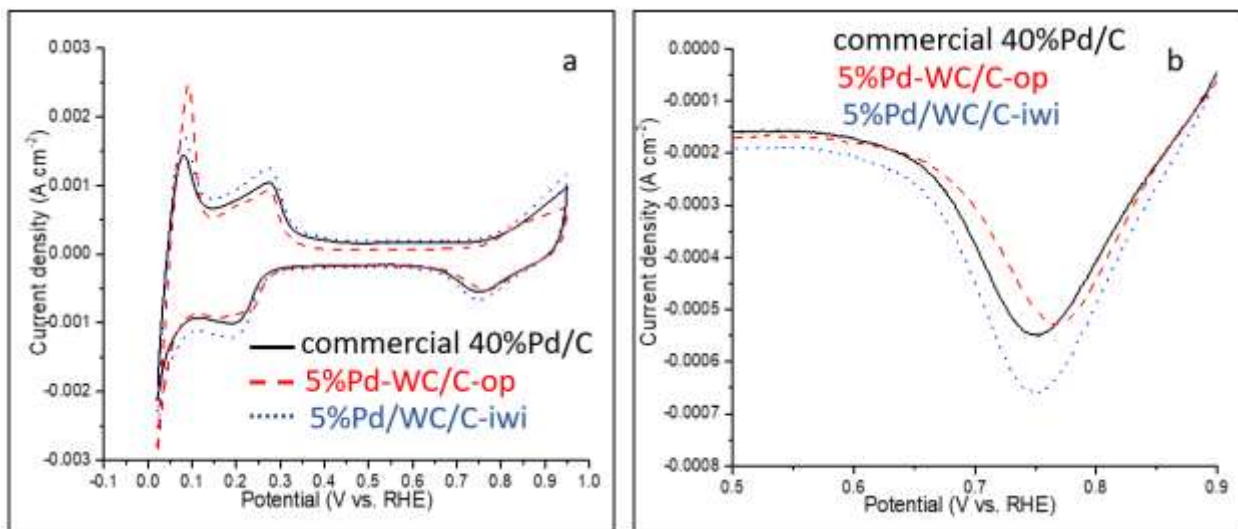 a
0.003
0.002
0.001
0.000
-0.001
-0.002
-0.003
Current density (A cm⁻²)
commercial 40%Pd/C
5%Pd-WC/C-op
5%Pd/WC/C-iwi
-0.1 0.0 0.1 0.2 0.3 0.4 0.5 0.6 0.7 0.8 0.9 1.0
Potential (V vs. RHE)
b
commercial 40%Pd/C
5%Pd-WC/C-op
5%Pd/WC/C-iwi
0.0000
-0.0001
-0.0002
-0.0003
-0.0004
-0.0005
-0.0006
-0.0007
-0.0008
Current density (A cm⁻²)
0.5 0.6 0.7 0.8 0.9
Potential (V vs. RHE)